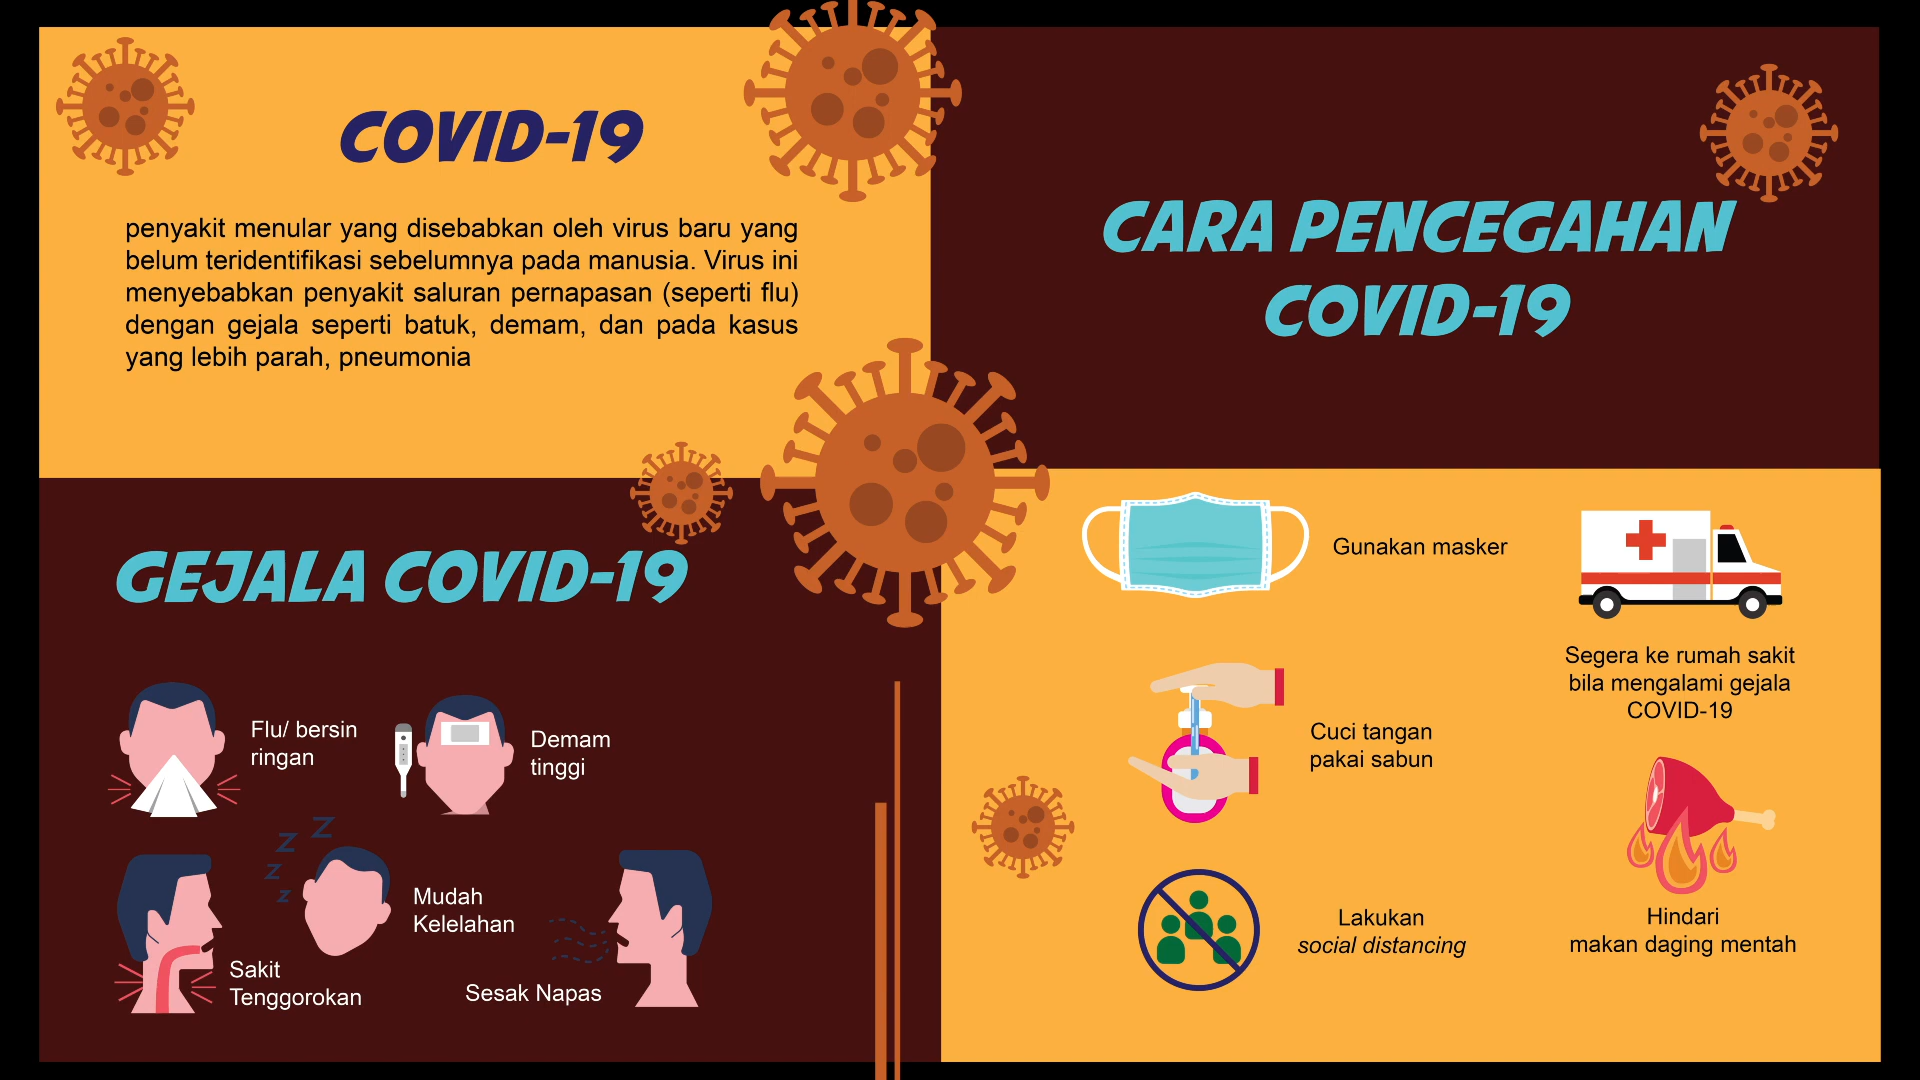 COVID-19
penyakit menular yang disebabkan oleh virus baru yang
belum teridentifikasi sebelumnya pada manusia. Virus ini
menyebabkan penyakit saluran pernapasan (seperti flu)
dengan gejala seperti batuk, demam, dan pada kasus
yang lebih parah, pneumonia
CARA PENCEGAHAN
COVID-19
GEJALA COVID-19
Flu/ bersin
ringan
Demam
tinggi
Z
Z
Z
Z
Mudah
Kelelahan
Sakit
Tenggorokan
Sesak Napas
Gunakan masker
Segera ke rumah sakit
bila mengalami gejala
COVID-19
Cuci tangan
pakai sabun
Lakukan
social distancing
Hindari
makan daging mentah